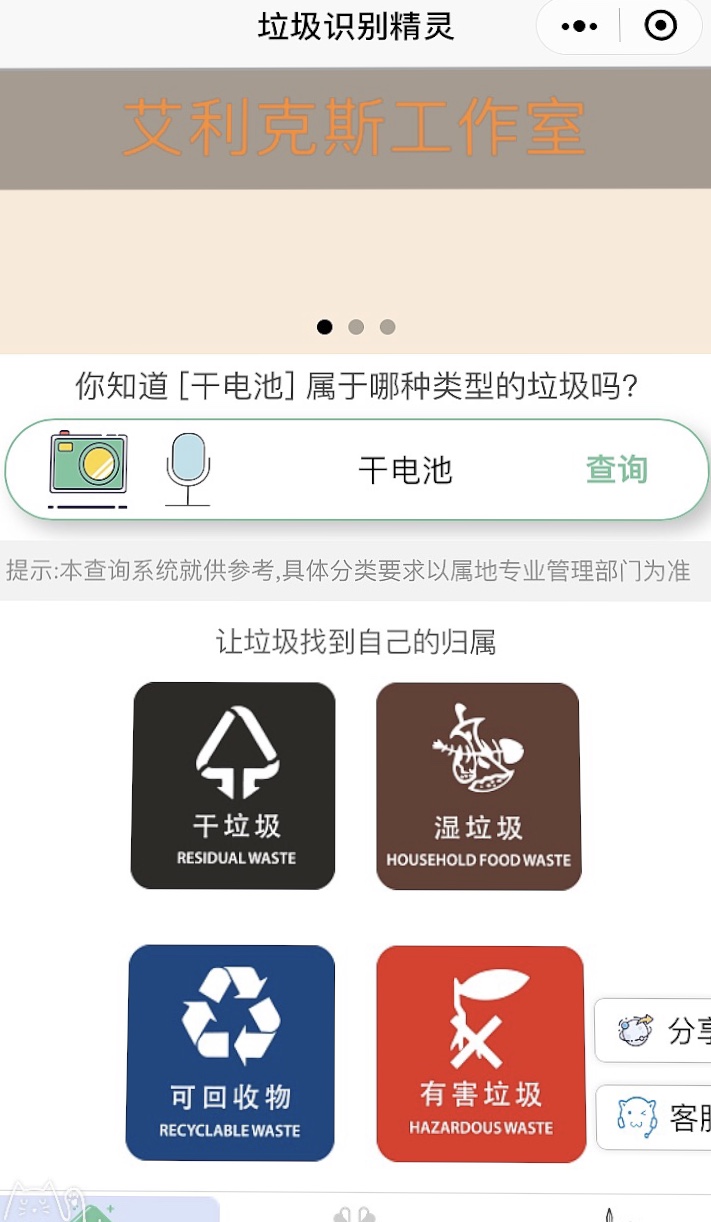 垃圾识别精灵
艾利克斯工作室
你知道 [干电池] 属于哪种类型的垃圾吗?
干电池
查询
提示:本查询系统就供参考,具体分类要求以属地专业管理部门为准
让垃圾找到自己的归属
干垃圾
RESIDUAL WASTE
湿垃圾
HOUSEHOLD FOOD WASTE
可回收物
RECYCLABLE WASTE
有害垃圾
HAZARDOUS WASTE
分享
客服